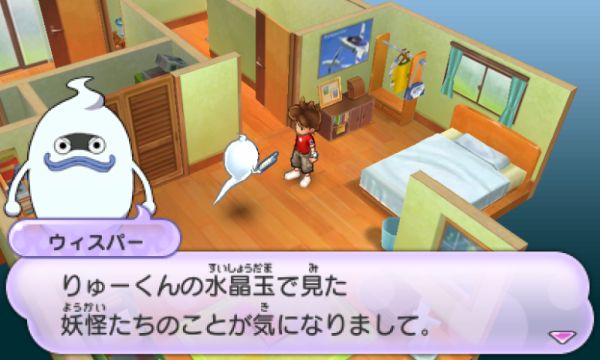 ウィスパー
りゅーくんの水晶玉で見た
妖怪たちのことが気になりまして。